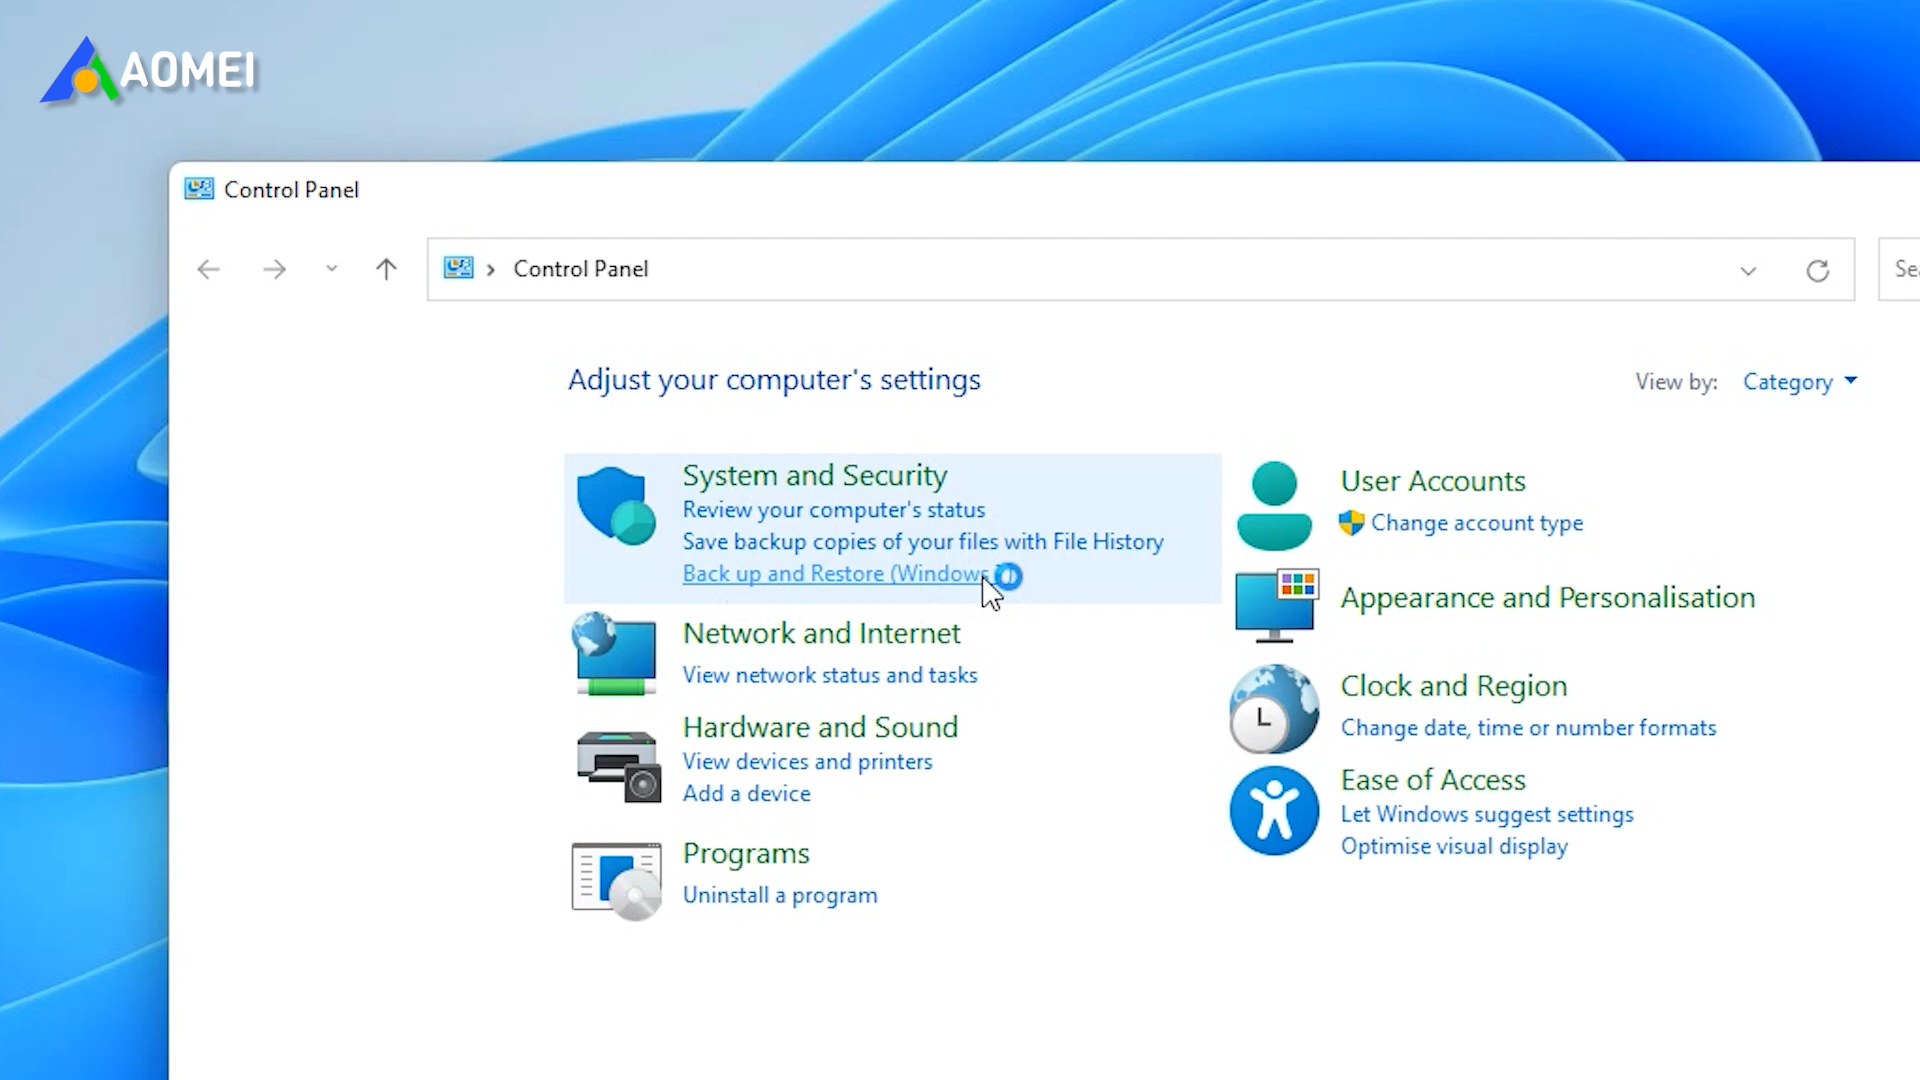 AOMEI
Control Panel
Control Panel
Adjust your computer's settings
View by: Category
System and Security
Review your computer's status
Save backup copies of your files with File History
Back up and Restore (Windows
Network and Internet
View network status and tasks
Hardware and Sound
View devices and printers
Add a device
Programs
Uninstall a program
User Accounts
Change account type
Appearance and Personalisation
Clock and Region
Change date, time or number formats
Ease of Access
Let Windows suggest settings
Optimise visual display